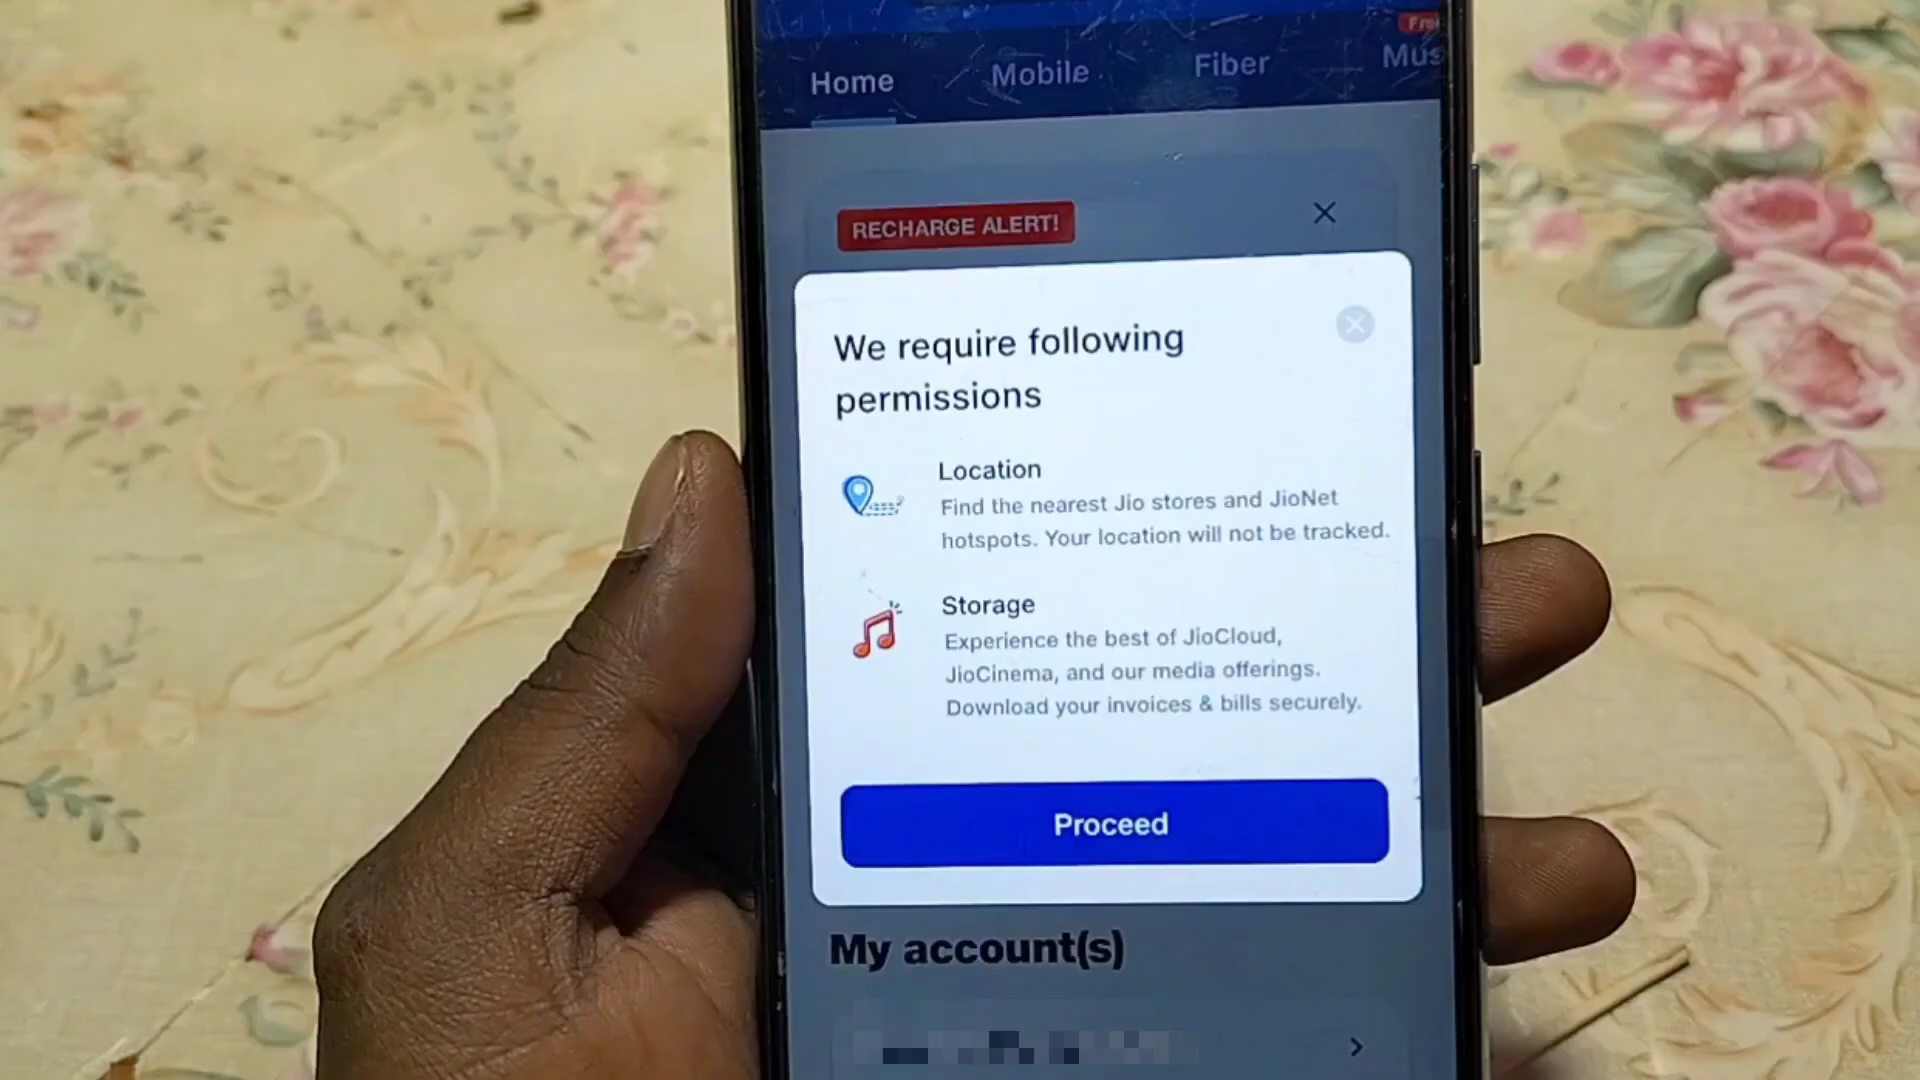 Fre
Home Mobile Fiber Mus
RECHARGE ALERT!
We require following
permissions
Location
Find the nearest Jio stores and JioNet
hotspots. Your location will not be tracked.
Storage
Experience the best of JioCloud,
JioCinema, and our media offerings.
Download your invoices & bills securely.
Proceed
My account(s)